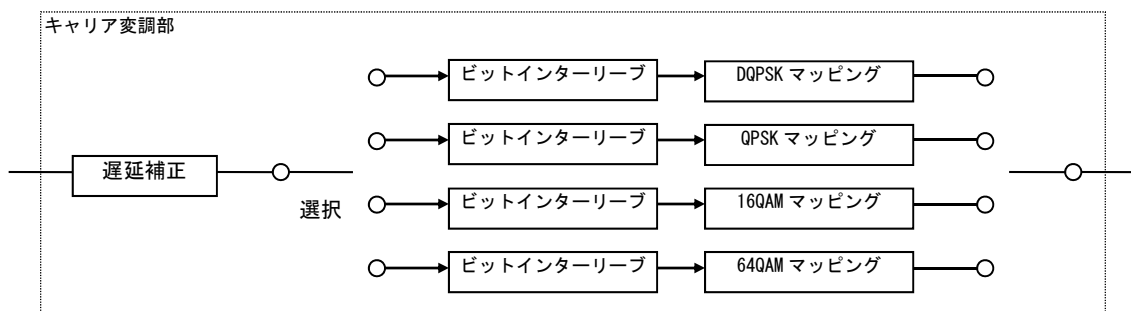 キャリア変調部
ビットインターリーブ
DQPSK マッピング
ビットインターリーブ
QPSK マッピング
遅延補正
選択
ビットインターリーブ
16QAM マッピング
ビットインターリーブ
64QAM マッピング